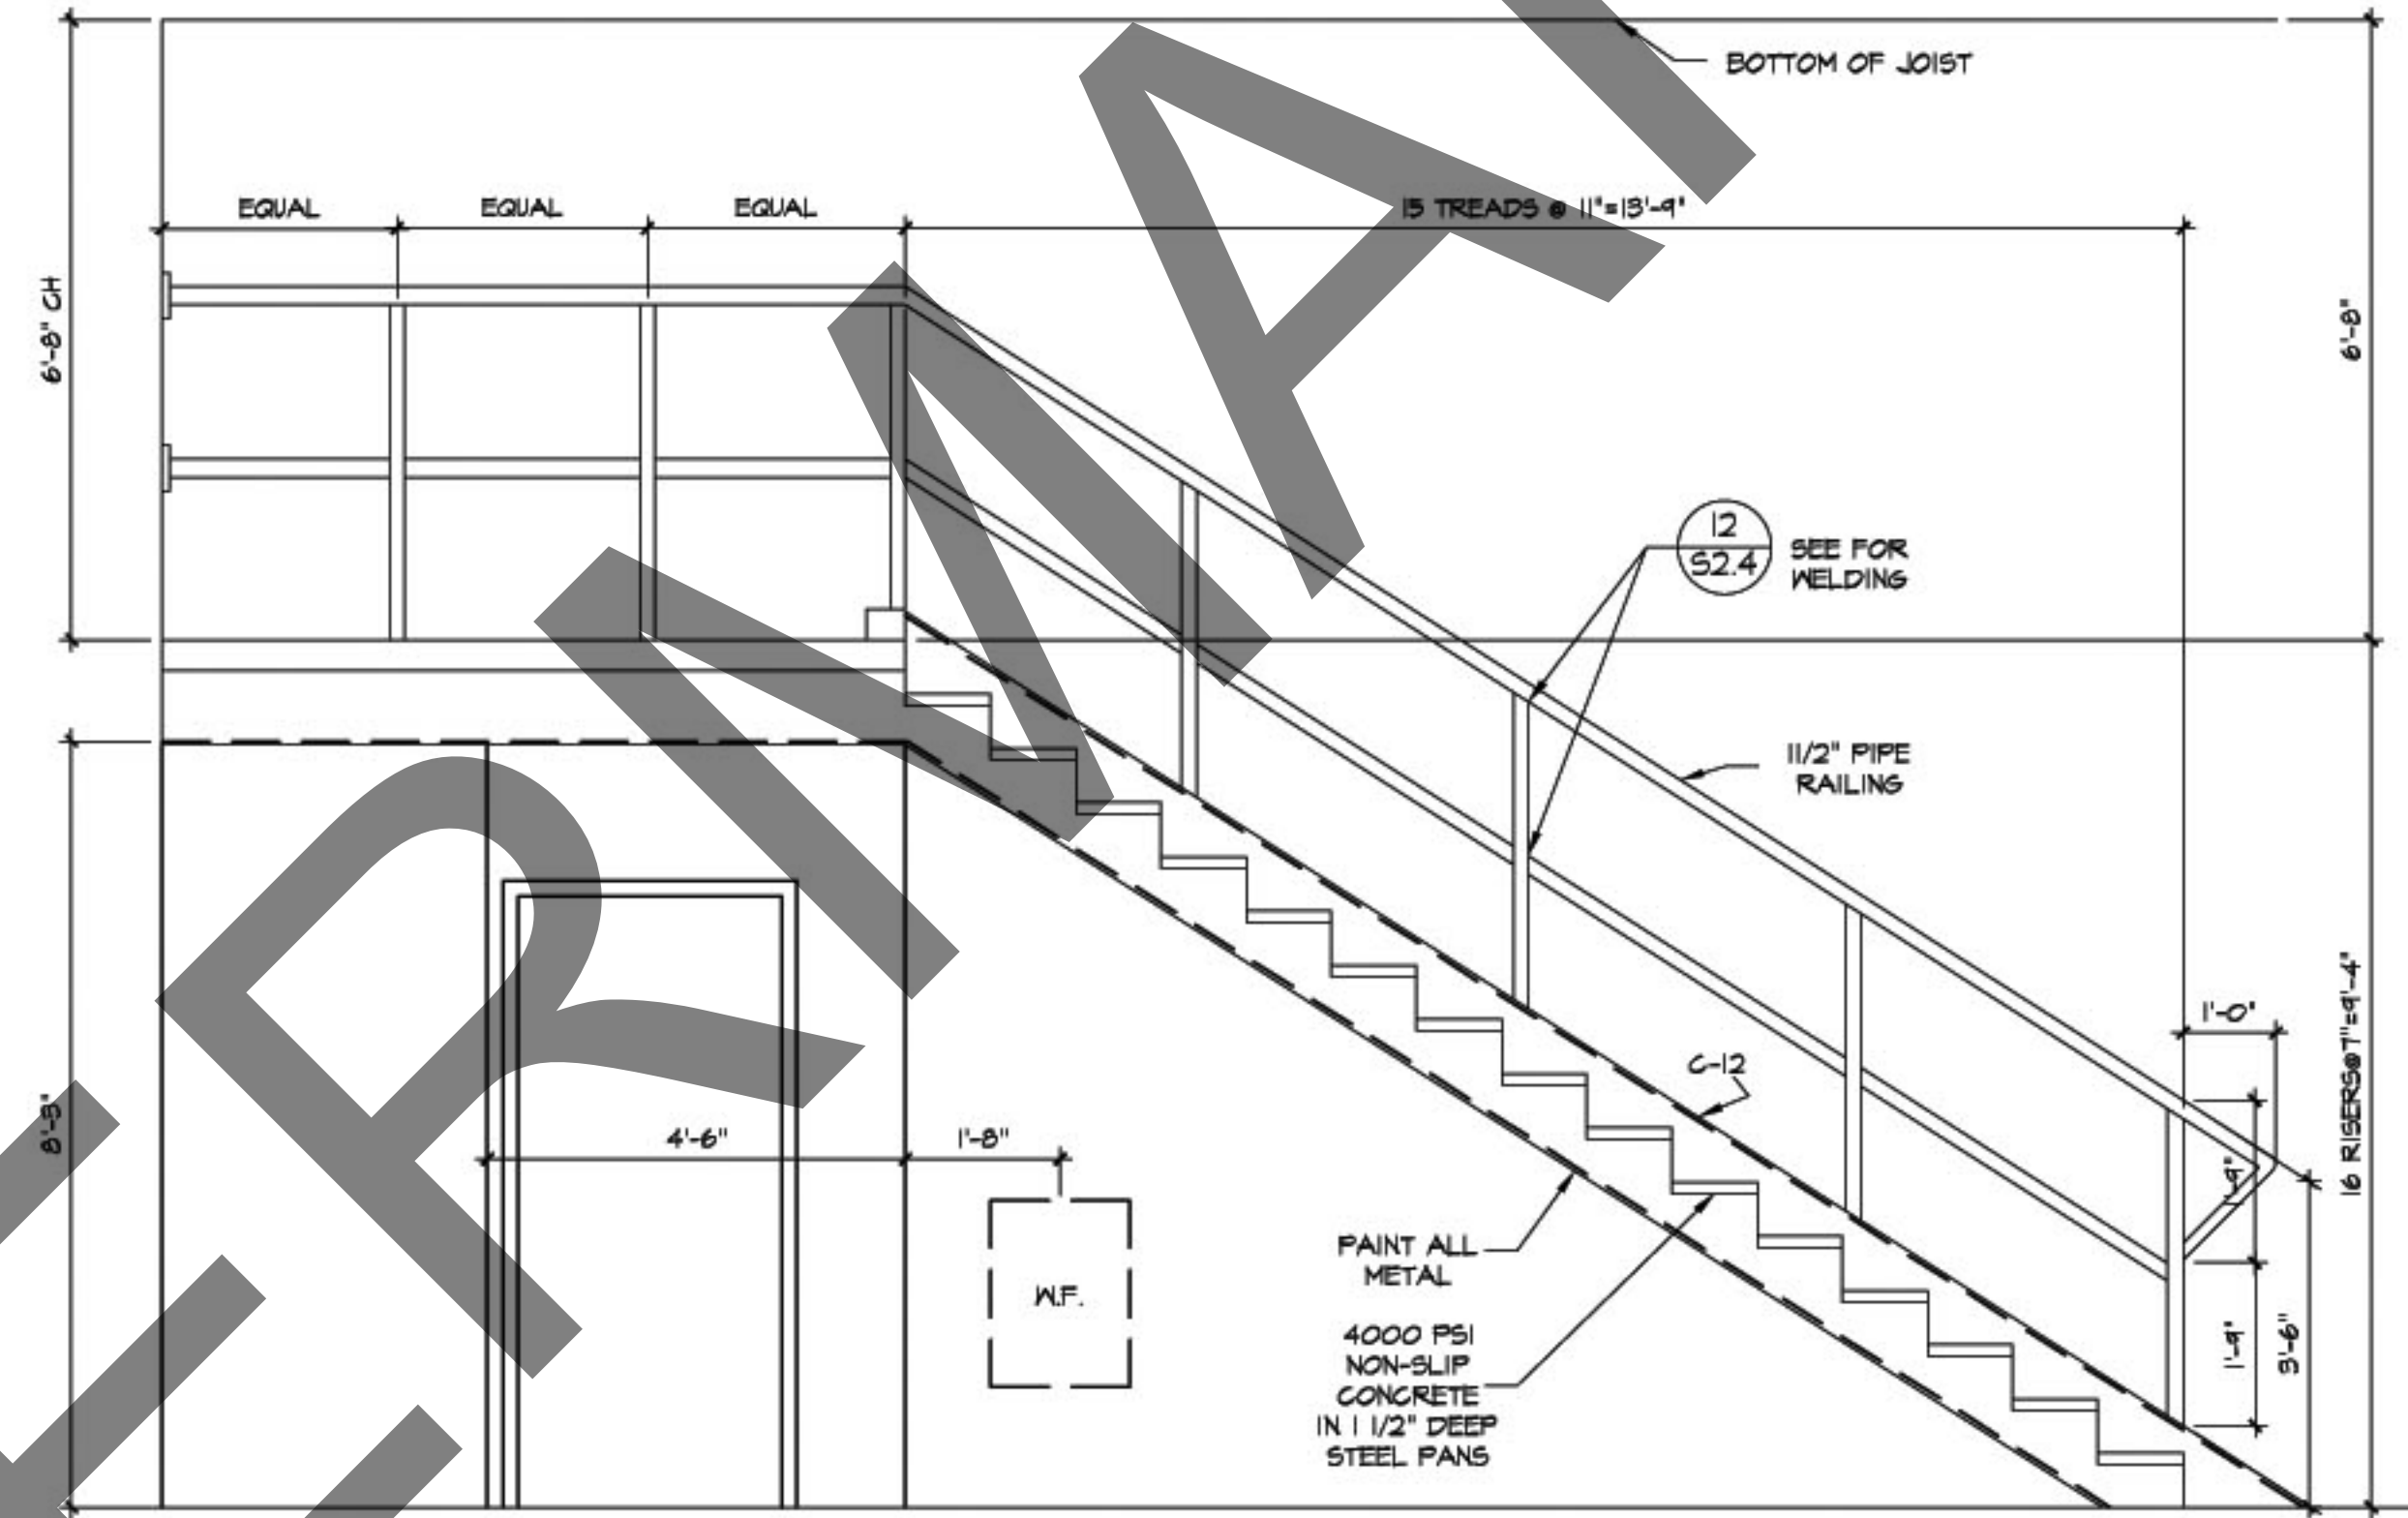 BOTTOM OF JOIST
EQUAL
EQUAL
EQUAL
15 TREADS @ 11"=13'-9"
6'-8" CH
6'-8"
12
S2.4
SEE FOR
WELDING
11/2" PIPE
RAILING
C-12
1'-0"
16 RISERS@7"=9'-4"
8'-3"
4'-6"
1'-8"
W.F.
PAINT ALL
METAL
4000 PSI
NON-SLIP
CONCRETE
IN 1 1/2" DEEP
STEEL PANS
1'-9"
1'-9"
3'-6"